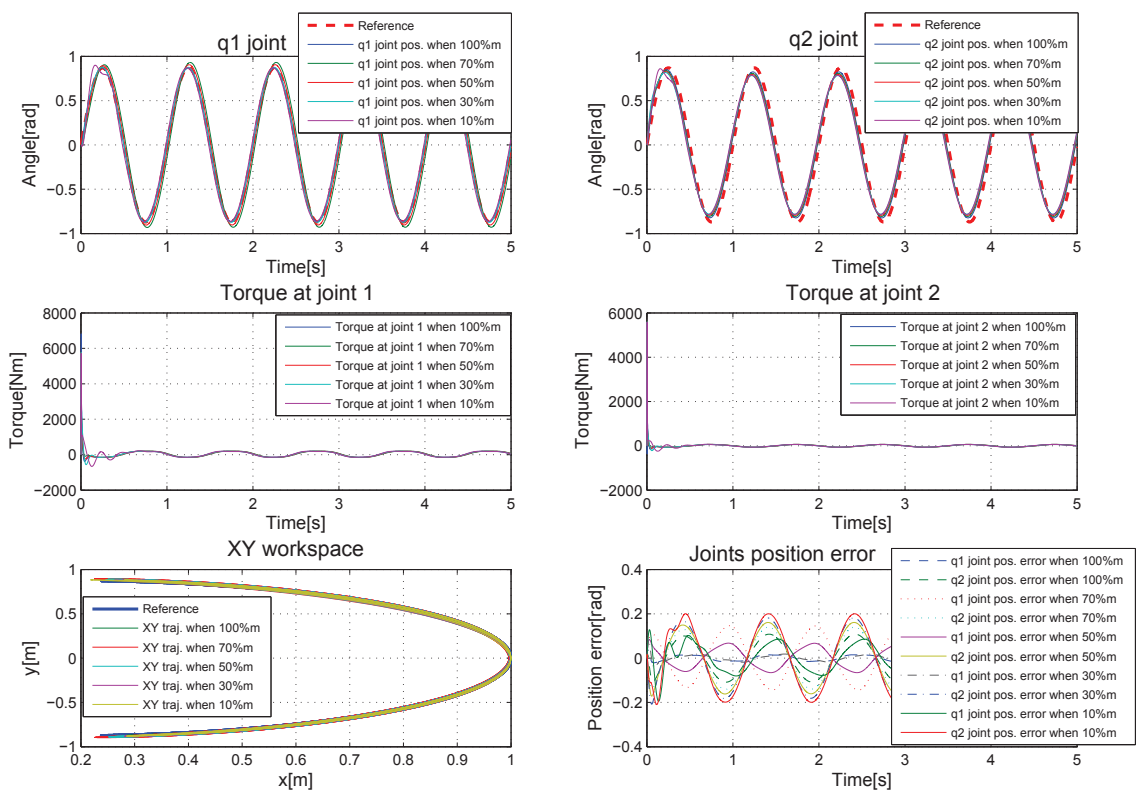 q1 joint
Reference
q1 joint pos. when 100%m
q1 joint pos. when 70%m
q1 joint pos. when 50%m
q1 joint pos. when 30%m
q1 joint pos. when 10%m
Angle[rad]
1
0.5
0
−0.5
−1
0 1 2 3 4 5
Time[s]
q2 joint
Reference
q2 joint pos. when 100%m
q2 joint pos. when 70%m
q2 joint pos. when 50%m
q2 joint pos. when 30%m
q2 joint pos. when 10%m
Angle[rad]
1
0.5
0
−0.5
−1
0 1 2 3 4 5
Time[s]
Torque at joint 1
Torque at joint 1 when 100%m
Torque at joint 1 when 70%m
Torque at joint 1 when 50%m
Torque at joint 1 when 30%m
Torque at joint 1 when 10%m
Torque[Nm]
8000
6000
4000
2000
0
−2000
0 1 2 3 4 5
Time[s]
Torque at joint 2
Torque at joint 2 when 100%m
Torque at joint 2 when 70%m
Torque at joint 2 when 50%m
Torque at joint 2 when 30%m
Torque at joint 2 when 10%m
Torque[Nm]
6000
4000
2000
0
−2000
0 1 2 3 4 5
Time[s]
XY workspace
Reference
XY traj. when 100%m
XY traj. when 70%m
XY traj. when 50%m
XY traj. when 30%m
XY traj. when 10%m
y[m]
1
0.5
0
−0.5
−1
0.2 0.3 0.4 0.5 0.6 0.7 0.8 0.9 1
x[m]
Joints position error
q1 joint pos. error when 100%m
q2 joint pos. error when 100%m
q1 joint pos. error when 70%m
q2 joint pos. error when 70%m
q1 joint pos. error when 50%m
q2 joint pos. error when 50%m
q1 joint pos. error when 30%m
q2 joint pos. error when 30%m
q1 joint pos. error when 10%m
q2 joint pos. error when 10%m
Position error[rad]
0.4
0.2
0
−0.2
−0.4
0 1 2 3 4 5
Time[s]